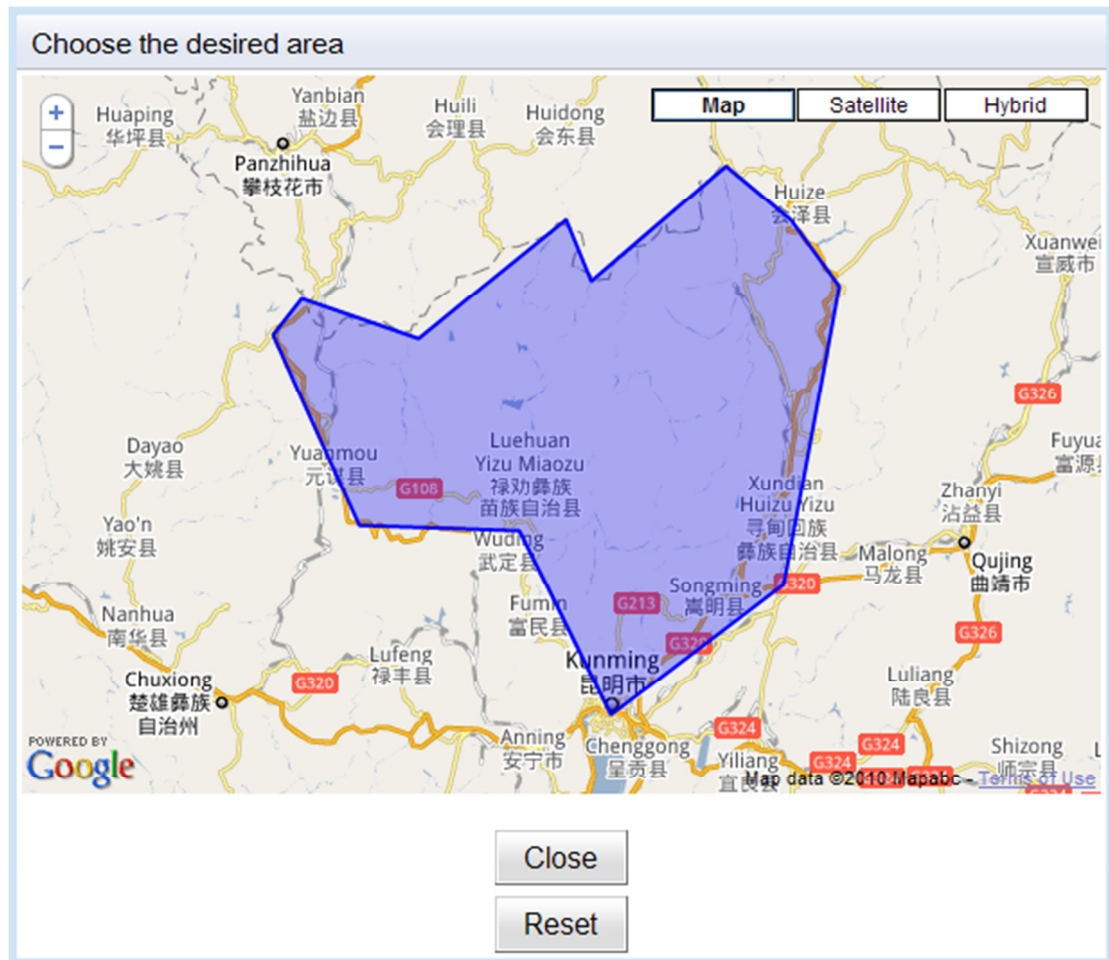 Choose the desired area
+
−
Map
Satellite
Hybrid
Huaping
华坪县
Yanbian
盐边县
Huili
会理县
Huidong
会东县
Panzhihua
攀枝花市
Huize
会泽县
Xuanwei
宣威市
G326
Dayao
大姚县
Yuanmou
元谋县
G108
Luehuan
Yizu Miaozu
禄劝彝族
苗族自治县
Xundian
Huizu Yizu
寻甸回族
彝族自治县
Fuyua
富源
Zhanyi
沾益县
Yao'n
姚安县
Wuding
武定县
Malong
马龙县
Qujing
曲靖市
G320
Songming
嵩明县
G213
Fumin
富民县
Nanhua
南华县
G320
Kunming
昆明市
G326
Lufeng
禄丰县
Chuxiong
楚雄彝族
自治州
G320
Luliang
陆良县
G324
Anning
安宁市
Chenggong
呈贡县
Yiliang
宜良县
G324
G324
Shizong
师宗县
L
POWERED BY
Google
Map data ©2010 Mapabc - Terms of Use
Close
Reset